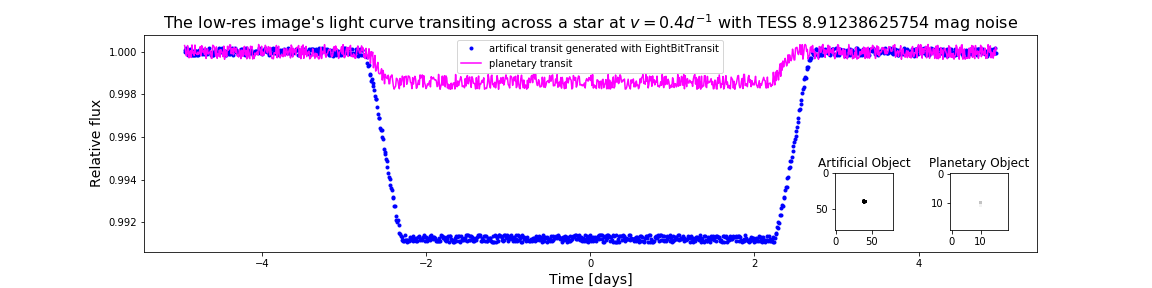 The low-res image's light curve transiting across a star at v = 0.4d⁻¹ with TESS 8.91238625754 mag noise
artifical transit generated with EightBitTransit
planetary transit
Relative flux
1.000
0.998
0.996
0.994
0.992
−4
−2
0
2
4
Time [days]
Artificial Object
0
50
0
50
Planetary Object
0
10
0
10